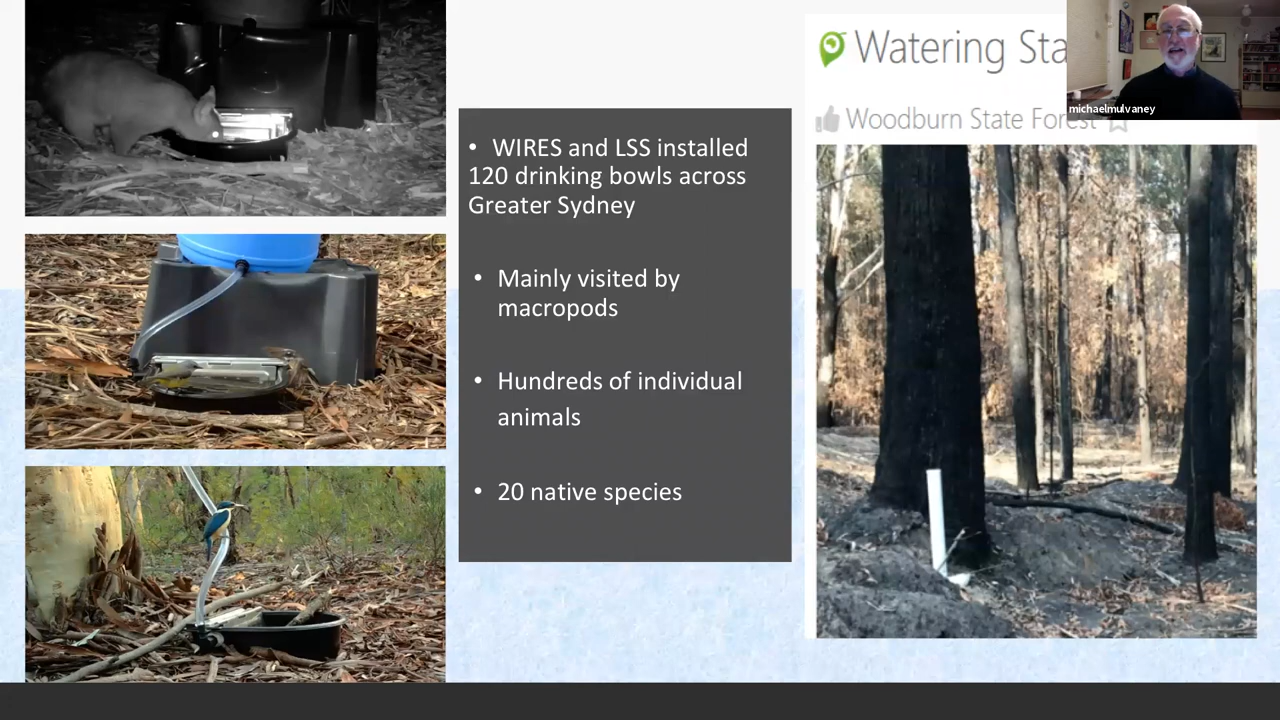 • WIRES and LSS installed
120 drinking bowls across
Greater Sydney
• Mainly visited by
macropods
• Hundreds of individual
animals
• 20 native species
Watering Sta
Woodburn State Forest
michaelmulvaney